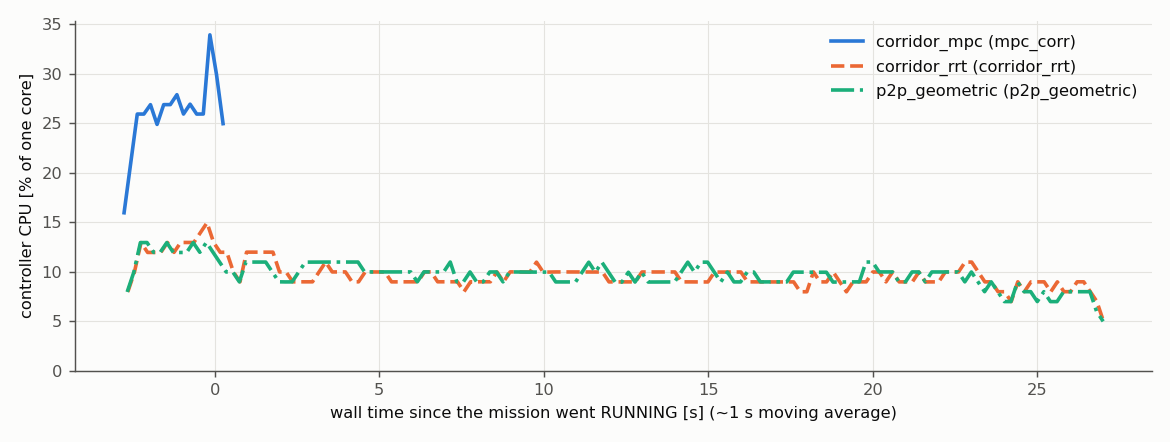 35
30
25
20
15
10
5
0
controller CPU [% of one core]
corridor_mpc (mpc_corr)
corridor_rrt (corridor_rrt)
p2p_geometric (p2p_geometric)
0 5 10 15 20 25
wall time since the mission went RUNNING [s] (~1 s moving average)